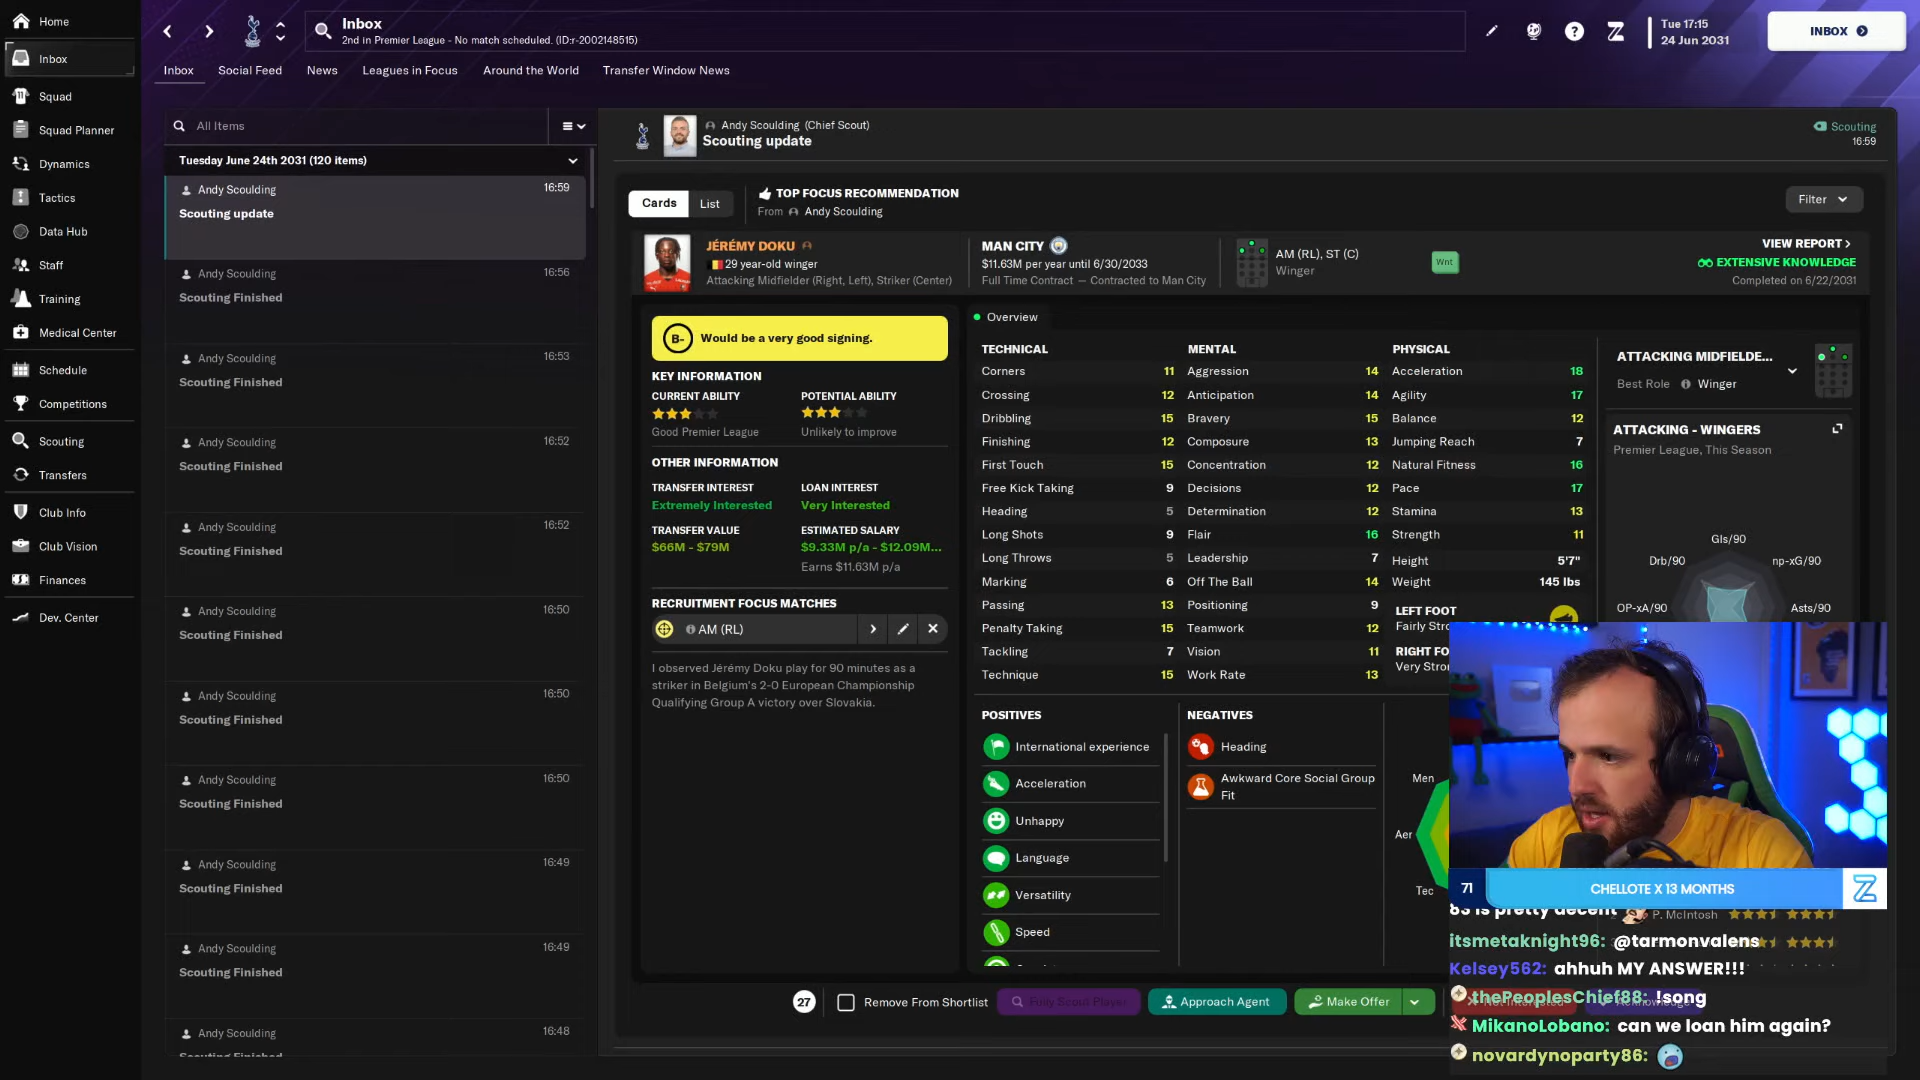 Home
Inbox
Squad
Squad Planner
Dynamics
Tactics
Data Hub
Staff
Training
Medical Center
Schedule
Competitions
Scouting
Transfers
Club Info
Club Vision
Finances
Dev. Center
Inbox
2nd in Premier League - No match scheduled. (ID:r-2002148515)
Tue 17:15
24 Jun 2031
INBOX
Inbox Social Feed News Leagues in Focus Around the World Transfer Window News
All Items
Tuesday June 24th 2031 (120 items)
Andy Scoulding 16:59
Scouting update
Andy Scoulding 16:56
Scouting Finished
Andy Scoulding 16:53
Scouting Finished
Andy Scoulding 16:52
Scouting Finished
Andy Scoulding 16:52
Scouting Finished
Andy Scoulding 16:50
Scouting Finished
Andy Scoulding 16:50
Scouting Finished
Andy Scoulding 16:50
Scouting Finished
Andy Scoulding 16:49
Scouting Finished
Andy Scoulding 16:49
Scouting Finished
Andy Scoulding 16:48
Scouting Finished
Andy Scoulding (Chief Scout)
Scouting update
Scouting
16:59
Cards List
TOP FOCUS RECOMMENDATION
From Andy Scoulding
Filter
JÉRÉMY DOKU
29 year-old winger
Attacking Midfielder (Right, Left), Striker (Center)
MAN CITY
$11.63M per year until 6/30/2033
Full Time Contract — Contracted to Man City
AM (RL), ST (C)
Winger
Wnt
VIEW REPORT >
EXTENSIVE KNOWLEDGE
Completed on 6/22/2031
B- Would be a very good signing.
KEY INFORMATION
CURRENT ABILITY POTENTIAL ABILITY
Good Premier League Unlikely to improve
OTHER INFORMATION
TRANSFER INTEREST LOAN INTEREST
Extremely Interested Very Interested
TRANSFER VALUE ESTIMATED SALARY
$66M - $79M $9.33M p/a - $12.09M...
Earns $11.63M p/a
RECRUITMENT FOCUS MATCHES
AM (RL)
I observed Jérémy Doku play for 90 minutes as a
striker in Belgium's 2-0 European Championship
Qualifying Group A victory over Slovakia.
Overview
TECHNICAL MENTAL PHYSICAL
Corners 11 Aggression 14 Acceleration 18
Crossing 12 Anticipation 14 Agility 17
Dribbling 15 Bravery 15 Balance 12
Finishing 12 Composure 13 Jumping Reach 7
First Touch 15 Concentration 12 Natural Fitness 16
Free Kick Taking 9 Decisions 12 Pace 17
Heading 5 Determination 12 Stamina 13
Long Shots 9 Flair 16 Strength 11
Long Throws 5 Leadership 7 Height 5'7"
Marking 6 Off The Ball 14 Weight 145 lbs
Passing 13 Positioning 9 LEFT FOOT
Penalty Taking 15 Teamwork 12 Fairly Stro
Tackling 7 Vision 11 RIGHT FO
Technique 15 Work Rate 13 Very Stron
ATTACKING MIDFIELDE...
Best Role Winger
ATTACKING - WINGERS
Premier League, This Season
Gls/90
Drb/90 np-xG/90
OP-xA/90 Asts/90
POSITIVES NEGATIVES
International experience Heading
Acceleration Awkward Core Social Group
Fit
Unhappy
Language
Versatility
Speed
Men
Aer
Tec
27 Remove From Shortlist Fully Scout Player Approach Agent Make Offer
71 CHELLOTE X 13 MONTHS
83 is pretty decent P. McIntosh
itsmetaknight96: @tarmonvalens
Kelsey562: ahhuh MY ANSWER!!!
thePeoplesChief88: !song
MikanoLobano: can we loan him again?
novardynoparty86: